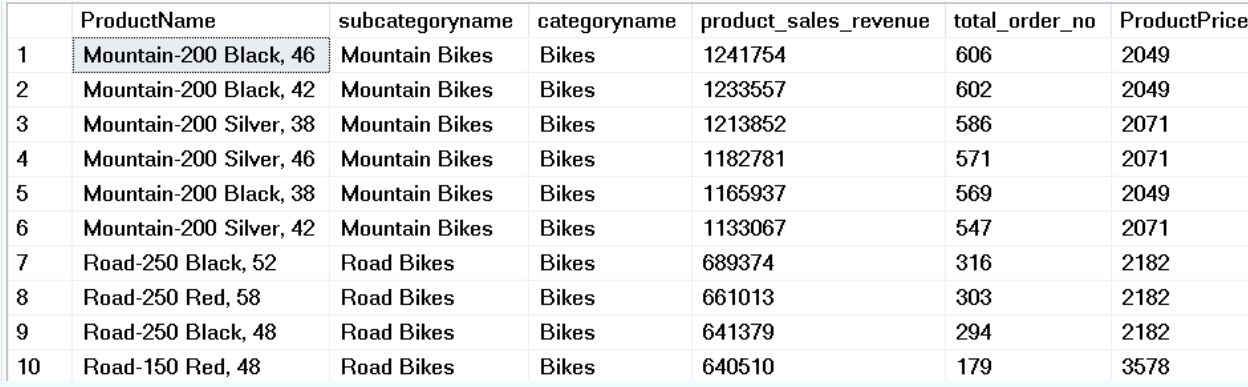 ProductName subcategoryname categoryname product_sales_revenue total_order_no ProductPrice
1 Mountain-200 Black, 46 Mountain Bikes Bikes 1241754 606 2049
2 Mountain-200 Black, 42 Mountain Bikes Bikes 1233557 602 2049
3 Mountain-200 Silver, 38 Mountain Bikes Bikes 1213852 586 2071
4 Mountain-200 Silver, 46 Mountain Bikes Bikes 1182781 571 2071
5 Mountain-200 Black, 38 Mountain Bikes Bikes 1165937 569 2049
6 Mountain-200 Silver, 42 Mountain Bikes Bikes 1133067 547 2071
7 Road-250 Black, 52 Road Bikes Bikes 689374 316 2182
8 Road-250 Red, 58 Road Bikes Bikes 661013 303 2182
9 Road-250 Black, 48 Road Bikes Bikes 641379 294 2182
10 Road-150 Red, 48 Road Bikes Bikes 640510 179 3578